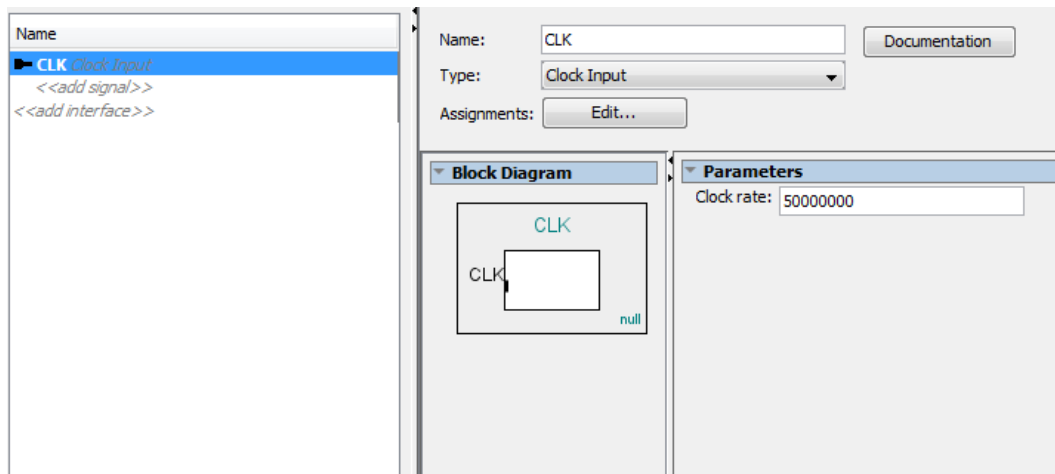 Name
CLK Clock Input
<<add signal>>
<<add interface>>
Name: CLK Documentation
Type: Clock Input
Assignments: Edit...
Block Diagram
CLK
CLK
null
Parameters
Clock rate: 50000000